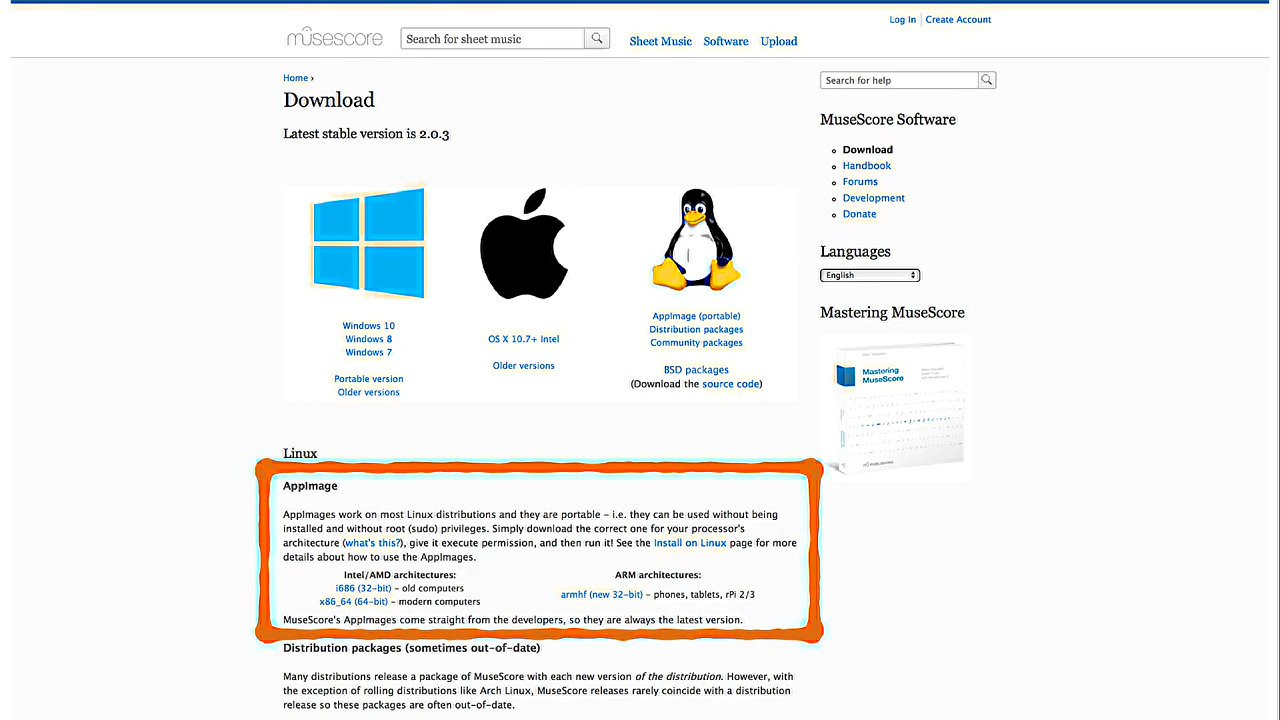 Log In Create Account
musescore Search for sheet music Sheet Music Software Upload
Home ›
Search for help
Download
Latest stable version is 2.0.3
MuseScore Software
Download
Handbook
Forums
Development
Donate
Languages
English
Mastering MuseScore
Mastering
MuseScore
Windows 10
Windows 8
Windows 7
Portable version
Older versions
OS X 10.7+ Intel
Older versions
AppImage (portable)
Distribution packages
Community packages
BSD packages
(Download the source code)
Linux
AppImage
AppImages work on most Linux distributions and they are portable – i.e. they can be used without being
installed and without root (sudo) privileges. Simply download the correct one for your processor's
architecture (what's this?), give it execute permission, and then run it! See the Install on Linux page for more
details about how to use the AppImages.
Intel/AMD architectures:
i686 (32-bit) – old computers
x86_64 (64-bit) – modern computers
ARM architectures:
armhf (new 32-bit) – phones, tablets, rPi 2/3
MuseScore's AppImages come straight from the developers, so they are always the latest version.
Distribution packages (sometimes out-of-date)
Many distributions release a package of MuseScore with each new version of the distribution. However, with
the exception of rolling distributions like Arch Linux, MuseScore releases rarely coincide with a distribution
release so these packages are often out-of-date.